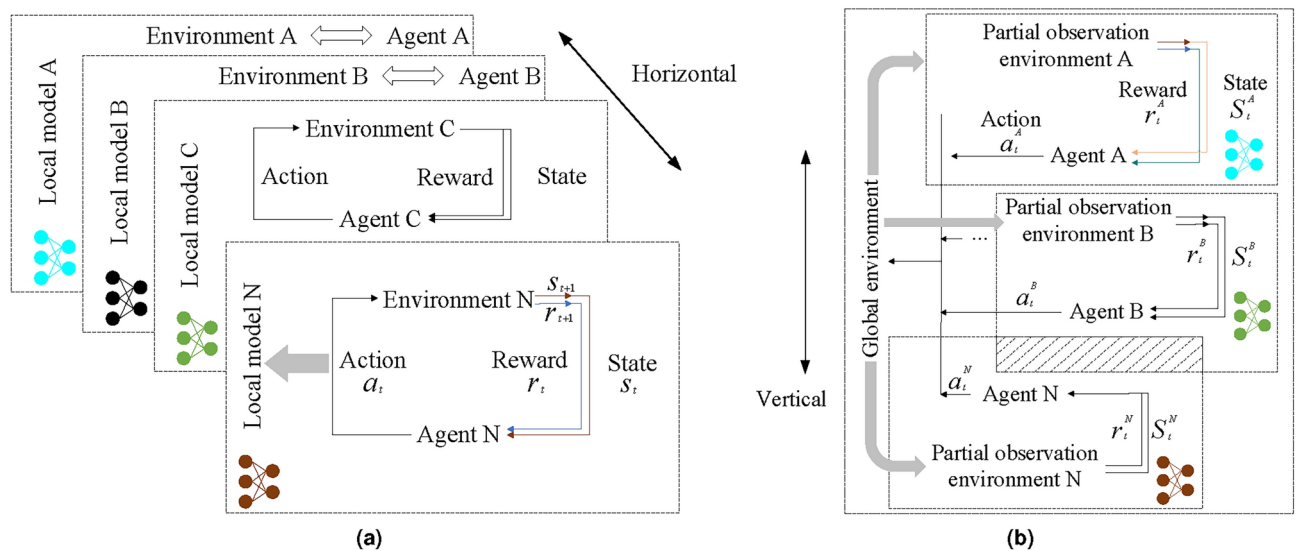 Environment A
Agent A
Local model A
Environment B
Agent B
Local model B
Horizontal
Environment C
Action
Reward
State
Agent C
Local model C
Environment N
s_{t+1}
r_{t+1}
Action
a_t
Reward
r_t
State
s_t
Agent N
Local model N
(a)
Vertical
Global environment
Partial observation
environment A
Reward
r_t^A
State
S_t^A
Action
a_t^A
Agent A
Partial observation
environment B
...
r_t^B
S_t^B
a_t^B
Agent B
a_t^N
Agent N
r_t^N
S_t^N
Partial observation
environment N
(b)